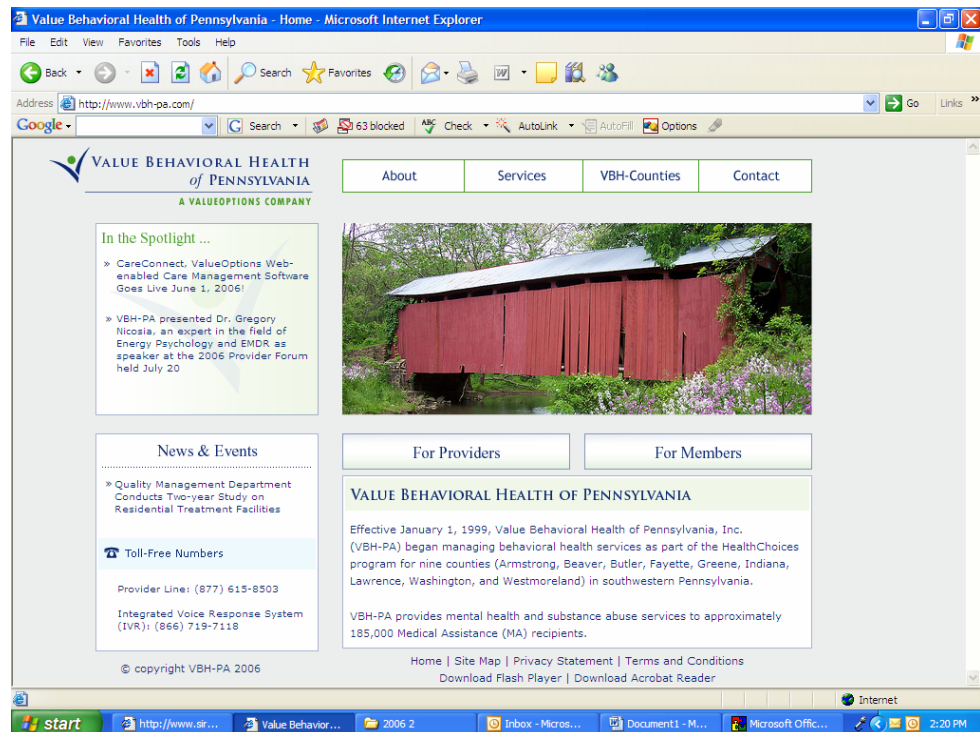 Value Behavioral Health of Pennsylvania - Home - Microsoft Internet Explorer
File Edit View Favorites Tools Help
Back Search Favorites
Address http://www.vbh-pa.com/ Go Links »
Google Search 63 blocked ABC Check AutoLink AutoFill Options
VALUE BEHAVIORAL HEALTH
of PENNSYLVANIA
A VALUEOPTIONS COMPANY
About Services VBH-Counties Contact
In the Spotlight ...
» CareConnect, ValueOptions Web-
enabled Care Management Software
Goes Live June 1, 2006!
» VBH-PA presented Dr. Gregory
Nicosia, an expert in the field of
Energy Psychology and EMDR as
speaker at the 2006 Provider Forum
held July 20
News & Events
» Quality Management Department
Conducts Two-year Study on
Residential Treatment Facilities
Toll-Free Numbers
Provider Line: (877) 615-8503
Integrated Voice Response System
(IVR): (866) 719-7118
© copyright VBH-PA 2006
For Providers For Members
VALUE BEHAVIORAL HEALTH OF PENNSYLVANIA
Effective January 1, 1999, Value Behavioral Health of Pennsylvania, Inc.
(VBH-PA) began managing behavioral health services as part of the HealthChoices
program for nine counties (Armstrong, Beaver, Butler, Fayette, Greene, Indiana,
Lawrence, Washington, and Westmoreland) in southwestern Pennsylvania.
VBH-PA provides mental health and substance abuse services to approximately
185,000 Medical Assistance (MA) recipients.
Home | Site Map | Privacy Statement | Terms and Conditions
Download Flash Player | Download Acrobat Reader
Internet
start http://www.sir... Value Behavior... 2006 2 Inbox - Micros... Document1 - M... Microsoft Offic... 2:20 PM